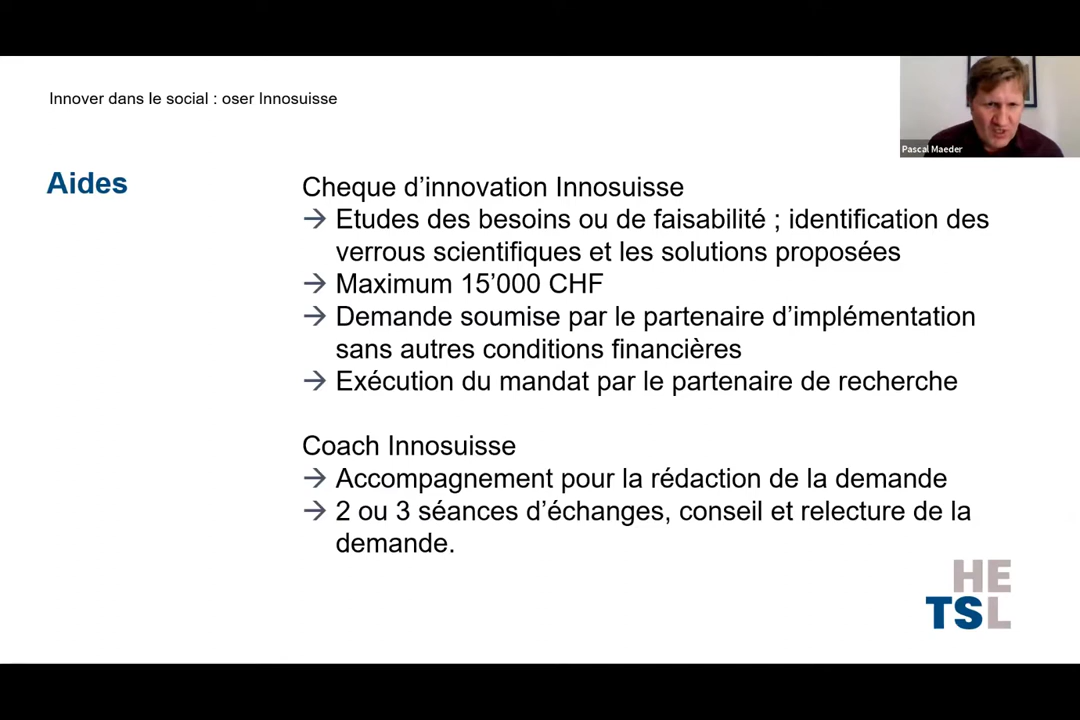 Innover dans le social : oser Innosuisse
Pascal Maeder
Aides
Cheque d’innovation Innosuisse
→ Etudes des besoins ou de faisabilité ; identification des
verrous scientifiques et les solutions proposées
→ Maximum 15’000 CHF
→ Demande soumise par le partenaire d’implémentation
sans autres conditions financières
→ Exécution du mandat par le partenaire de recherche
Coach Innosuisse
→ Accompagnement pour la rédaction de la demande
→ 2 ou 3 séances d’échanges, conseil et relecture de la
demande.
HE
TSL